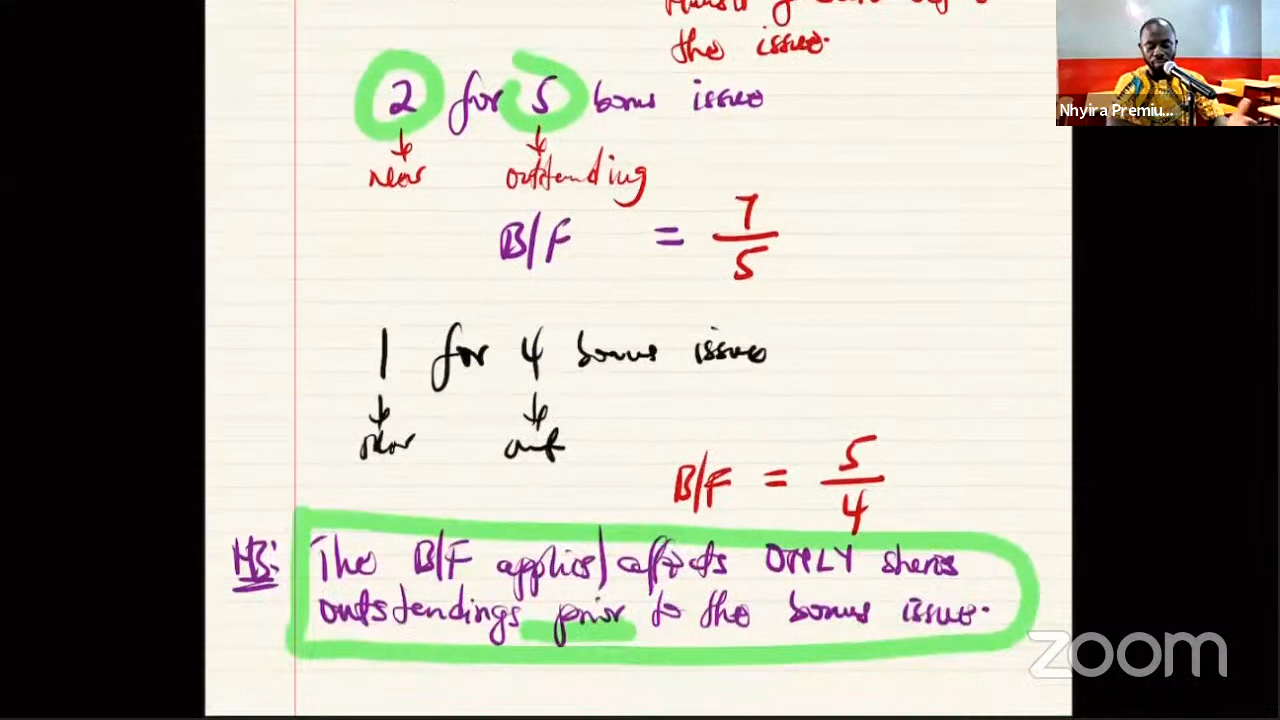 the issue.
2 for 5 bonus issue
new outstanding
B/F = 7/5
1 for 4 bonus issue
new out
B/F = 5/4
NB: The B/F applies/affects ONLY shares
outstandings prior to the bonus issue.
Nhyira Premiu...
zoom